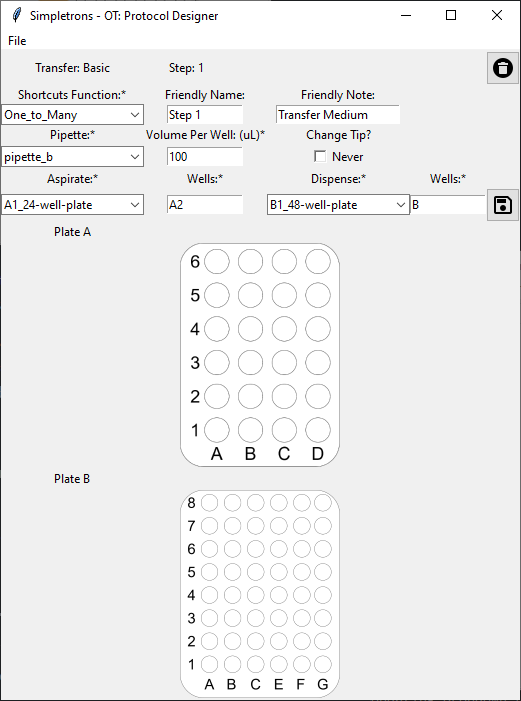 Simpletrons - OT: Protocol Designer
File
Transfer: Basic Step: 1
Shortcuts Function:* Friendly Name: Friendly Note:
One_to_Many Step 1 Transfer Medium
Pipette:* Volume Per Well: (uL)* Change Tip?
pipette_b 100 Never
Aspirate:* Wells:* Dispense:* Wells:*
A1_24-well-plate A2 B1_48-well-plate B
Plate A
6
5
4
3
2
1
A B C D
Plate B
8
7
6
5
4
3
2
1
A B C E F G